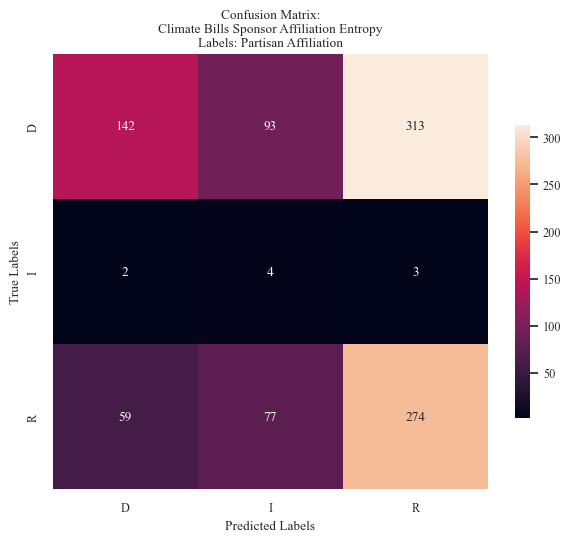 Confusion Matrix:
Climate Bills Sponsor Affiliation Entropy
Labels: Partisan Affiliation
D
142
93
313
I
2
4
3
R
59
77
274
True Labels
D
I
R
Predicted Labels
300
250
200
150
100
50